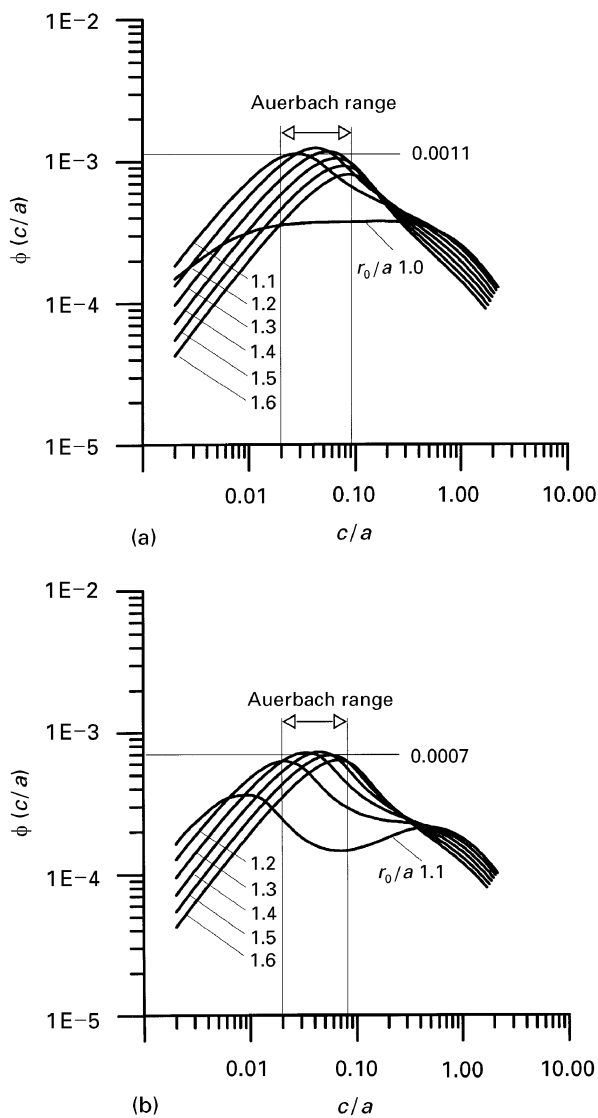 1E−2
Auerbach range
1E−3
0.0011
ϕ (c/a)
r₀/a 1.0
1.1
1.2
1.3
1.4
1.5
1.6
1E−4
1E−5
0.01 0.10 1.00 10.00
(a) c/a
1E−2
Auerbach range
1E−3
0.0007
ϕ (c/a)
r₀/a 1.1
1.2
1.3
1.4
1.5
1.6
1E−4
1E−5
0.01 0.10 1.00 10.00
(b) c/a